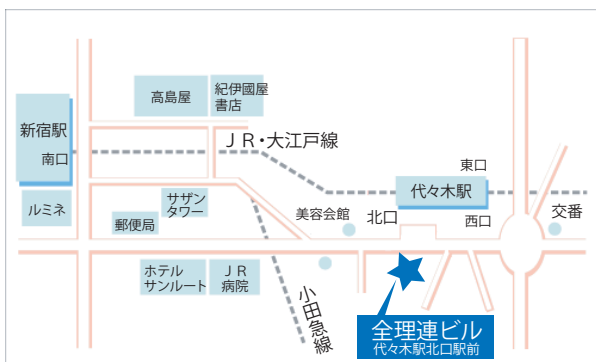 高島屋
紀伊國屋
書店
新宿駅
南口
JR・大江戸線
東口
代々木駅
ルミネ
サザン
タワー
郵便局
美容会館
北口
西口
交番
ホテル
サンルート
JR
病院
小田急線
全理連ビル
代々木駅北口駅前